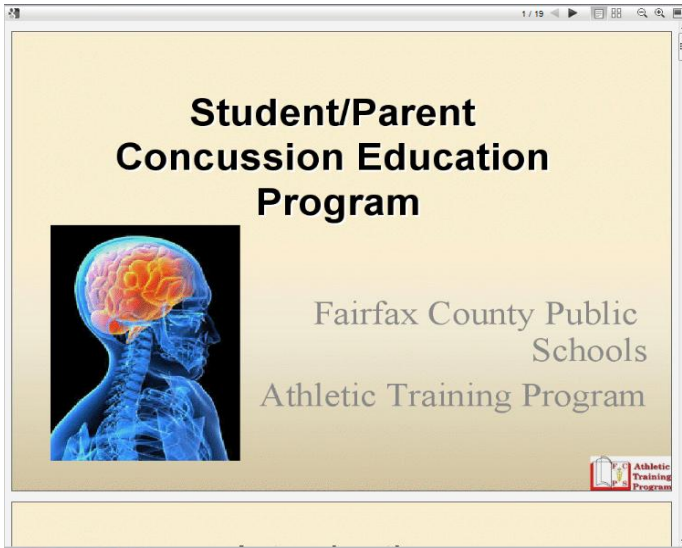 1 / 19
Student/Parent
Concussion Education
Program
Fairfax County Public
Schools
Athletic Training Program
F C
P S
Athletic
Training
Program